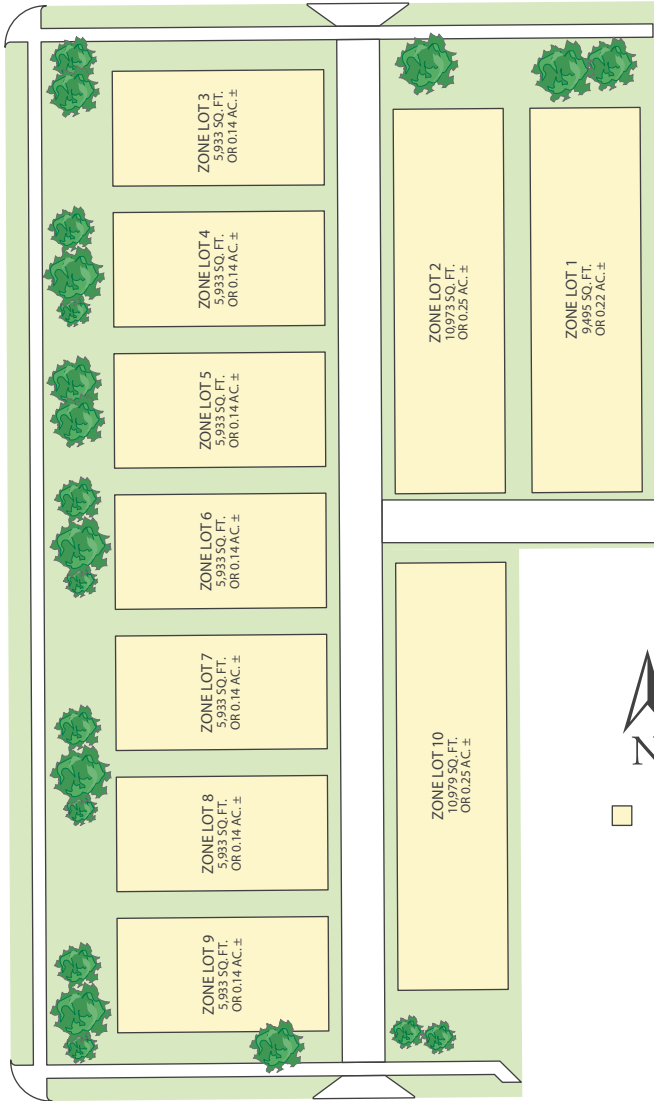 ZONE LOT 3
5,933 SQ. FT.
OR 0.14 AC. ±
ZONE LOT 4
5,933 SQ. FT.
OR 0.14 AC. ±
ZONE LOT 5
5,933 SQ. FT.
OR 0.14 AC. ±
ZONE LOT 6
5,933 SQ. FT.
OR 0.14 AC. ±
ZONE LOT 7
5,933 SQ. FT.
OR 0.14 AC. ±
ZONE LOT 8
5,933 SQ. FT.
OR 0.14 AC. ±
ZONE LOT 9
5,933 SQ. FT.
OR 0.14 AC. ±
ZONE LOT 2
10,973 SQ. FT.
OR 0.25 AC. ±
ZONE LOT 1
9,495 SQ. FT.
OR 0.22 AC. ±
ZONE LOT 10
10,979 SQ. FT.
OR 0.25 AC. ±
N